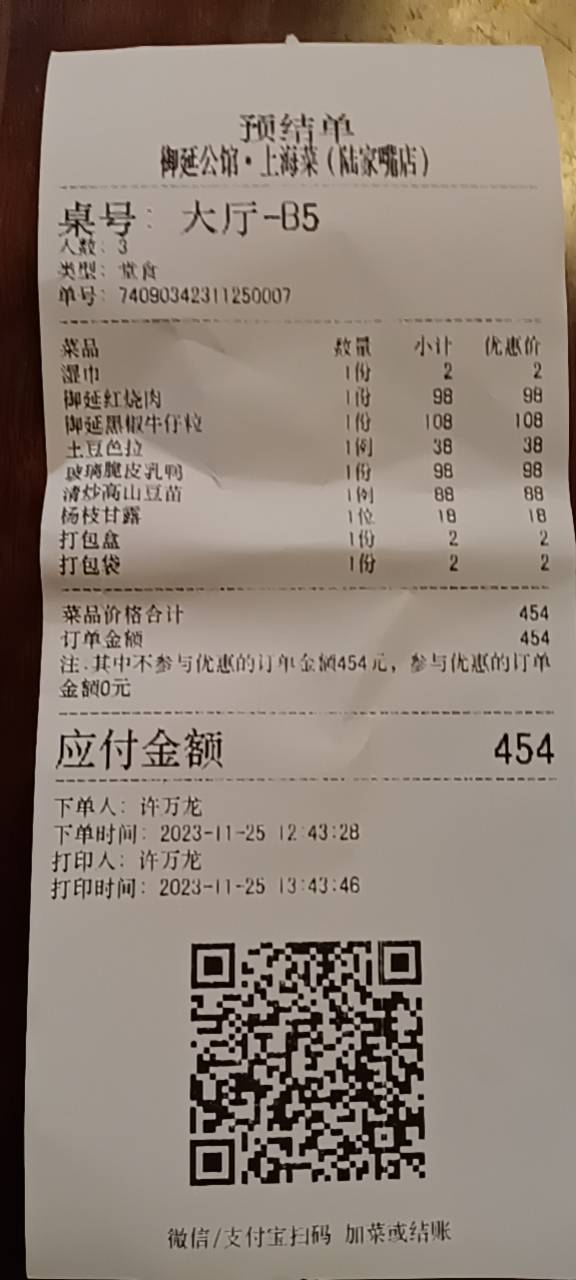 预结单
御延公馆·上海菜(陆家嘴店)
桌号: 大厅-B5
人数: 3
类型: 堂食
单号: 74090342311250007
菜品 数量 小计 优惠价
湿巾 1份 2 2
御延红烧肉 1份 98 98
御延黑椒牛仔粒 1份 108 108
土豆色拉 1例 38 38
玻璃脆皮乳鸭 1份 98 98
清炒高山豆苗 1例 88 88
杨枝甘露 1位 18 18
打包盒 1份 2 2
打包袋 1份 2 2
菜品价格合计 454
订单金额 454
注:其中不参与优惠的订单金额454元, 参与优惠的订单
金额0元
应付金额 454
下单人: 许万龙
下单时间: 2023-11-25 12:43:28
打印人: 许万龙
打印时间: 2023-11-25 13:43:46
微信/支付宝扫码 加菜或结账